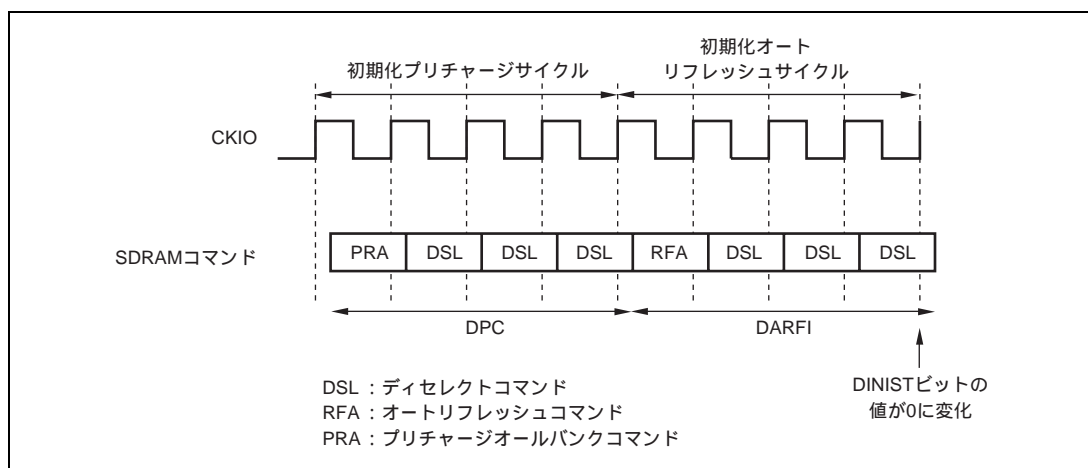 初期化プリチャージサイクル
初期化オート
リフレッシュサイクル
CKIO
SDRAMコマンド
PRA
DSL
DSL
DSL
RFA
DSL
DSL
DSL
DPC
DARFI
DSL : ディセレクトコマンド
RFA : オートリフレッシュコマンド
PRA : プリチャージオールバンクコマンド
DINISTビットの
値が0に変化